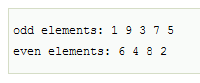 odd elements: 1 9 3 7 5
even elements: 6 4 8 2